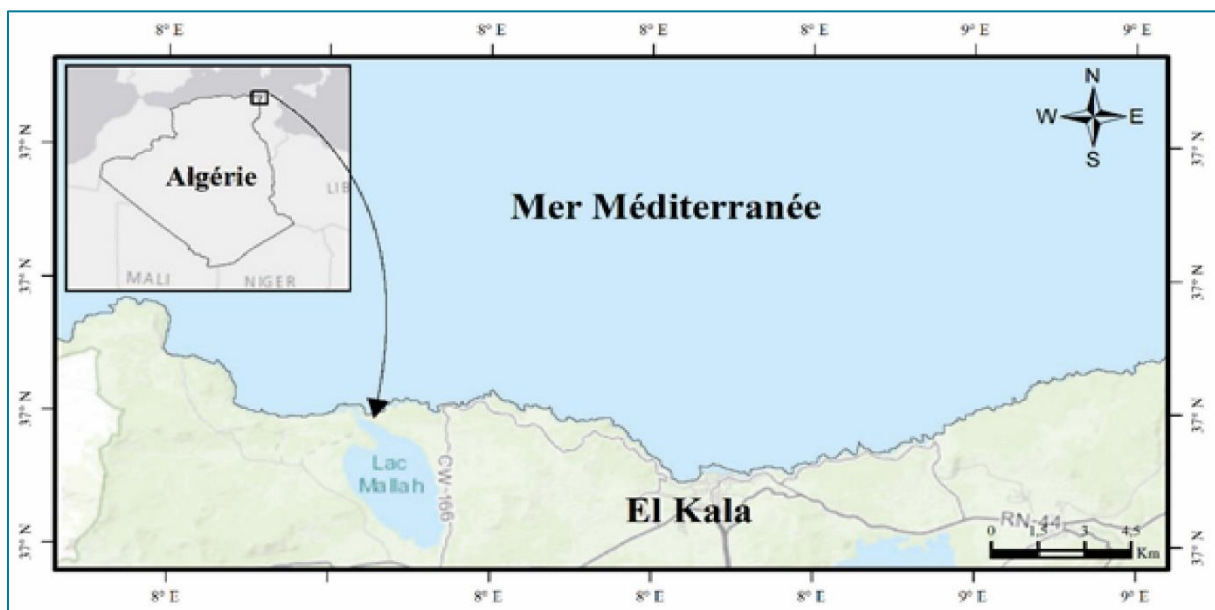 8° E 8° E 8° E 8° E 9° E 9° E
N
W E
S
37° N 37° N
Algérie
LIB
Mer Méditerranée
MALI NIGER
37° N 37° N
37° N 37° N
Lac
Mallah
CW-166
El Kala
RN-44
0 1,5 3 4,5
Km
37° N 37° N
8° E 8° E 8° E 8° E 9° E 9° E